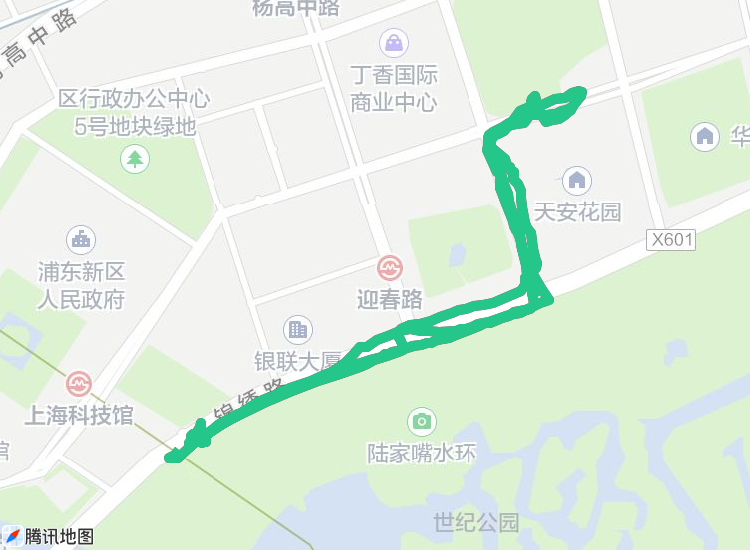 杨高中路
高中路
丁香国际
商业中心
区行政办公中心
5号地块绿地
华
天安花园
X601
浦东新区
人民政府
迎春路
银联大厦
锦绣路
上海科技馆
馆
陆家嘴水环
世纪公园
腾讯地图